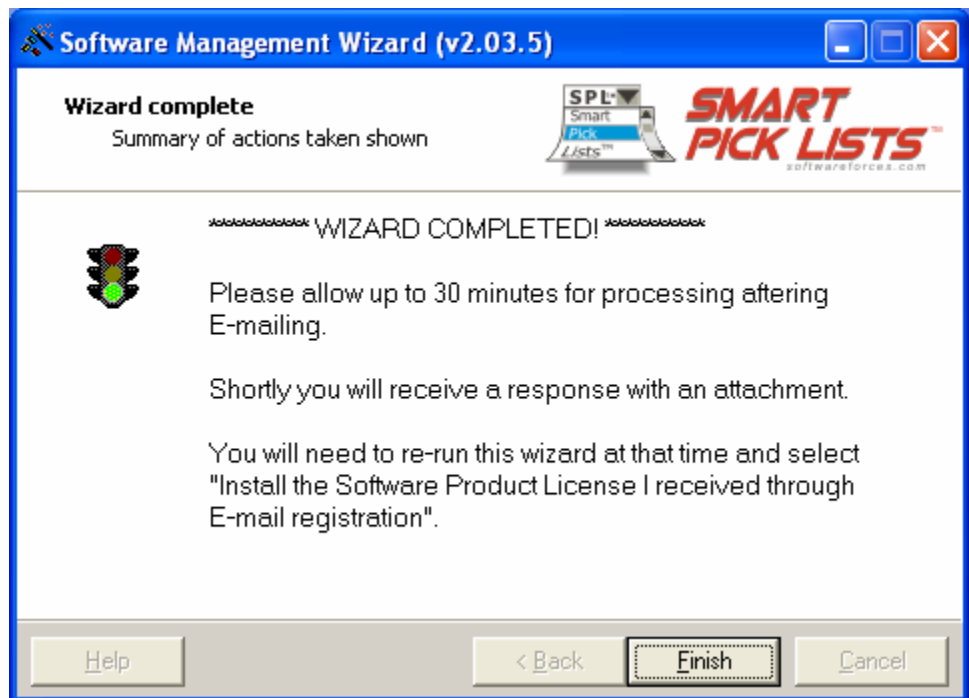 Software Management Wizard (v2.03.5)
Wizard complete
Summary of actions taken shown
SPL
Smart
Pick
Lists™
SMART
PICK LISTS™
softwareforces.com
*********** WIZARD COMPLETED! ***********
Please allow up to 30 minutes for processing aftering
E-mailing.
Shortly you will receive a response with an attachment.
You will need to re-run this wizard at that time and select
"Install the Software Product License I received through
E-mail registration".
Help
< Back
Finish
Cancel